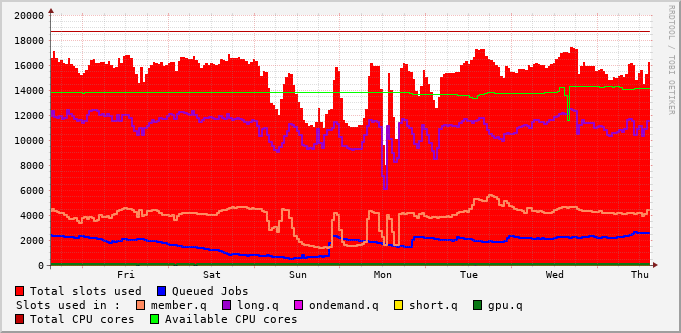 20000
18000
16000
14000
12000
10000
8000
6000
4000
2000
0
Fri Sat Sun Mon Tue Wed Thu
RRDTOOL / TOBI OETIKER
Total slots used Queued Jobs
Slots used in : member.q long.q ondemand.q short.q gpu.q
Total CPU cores Available CPU cores